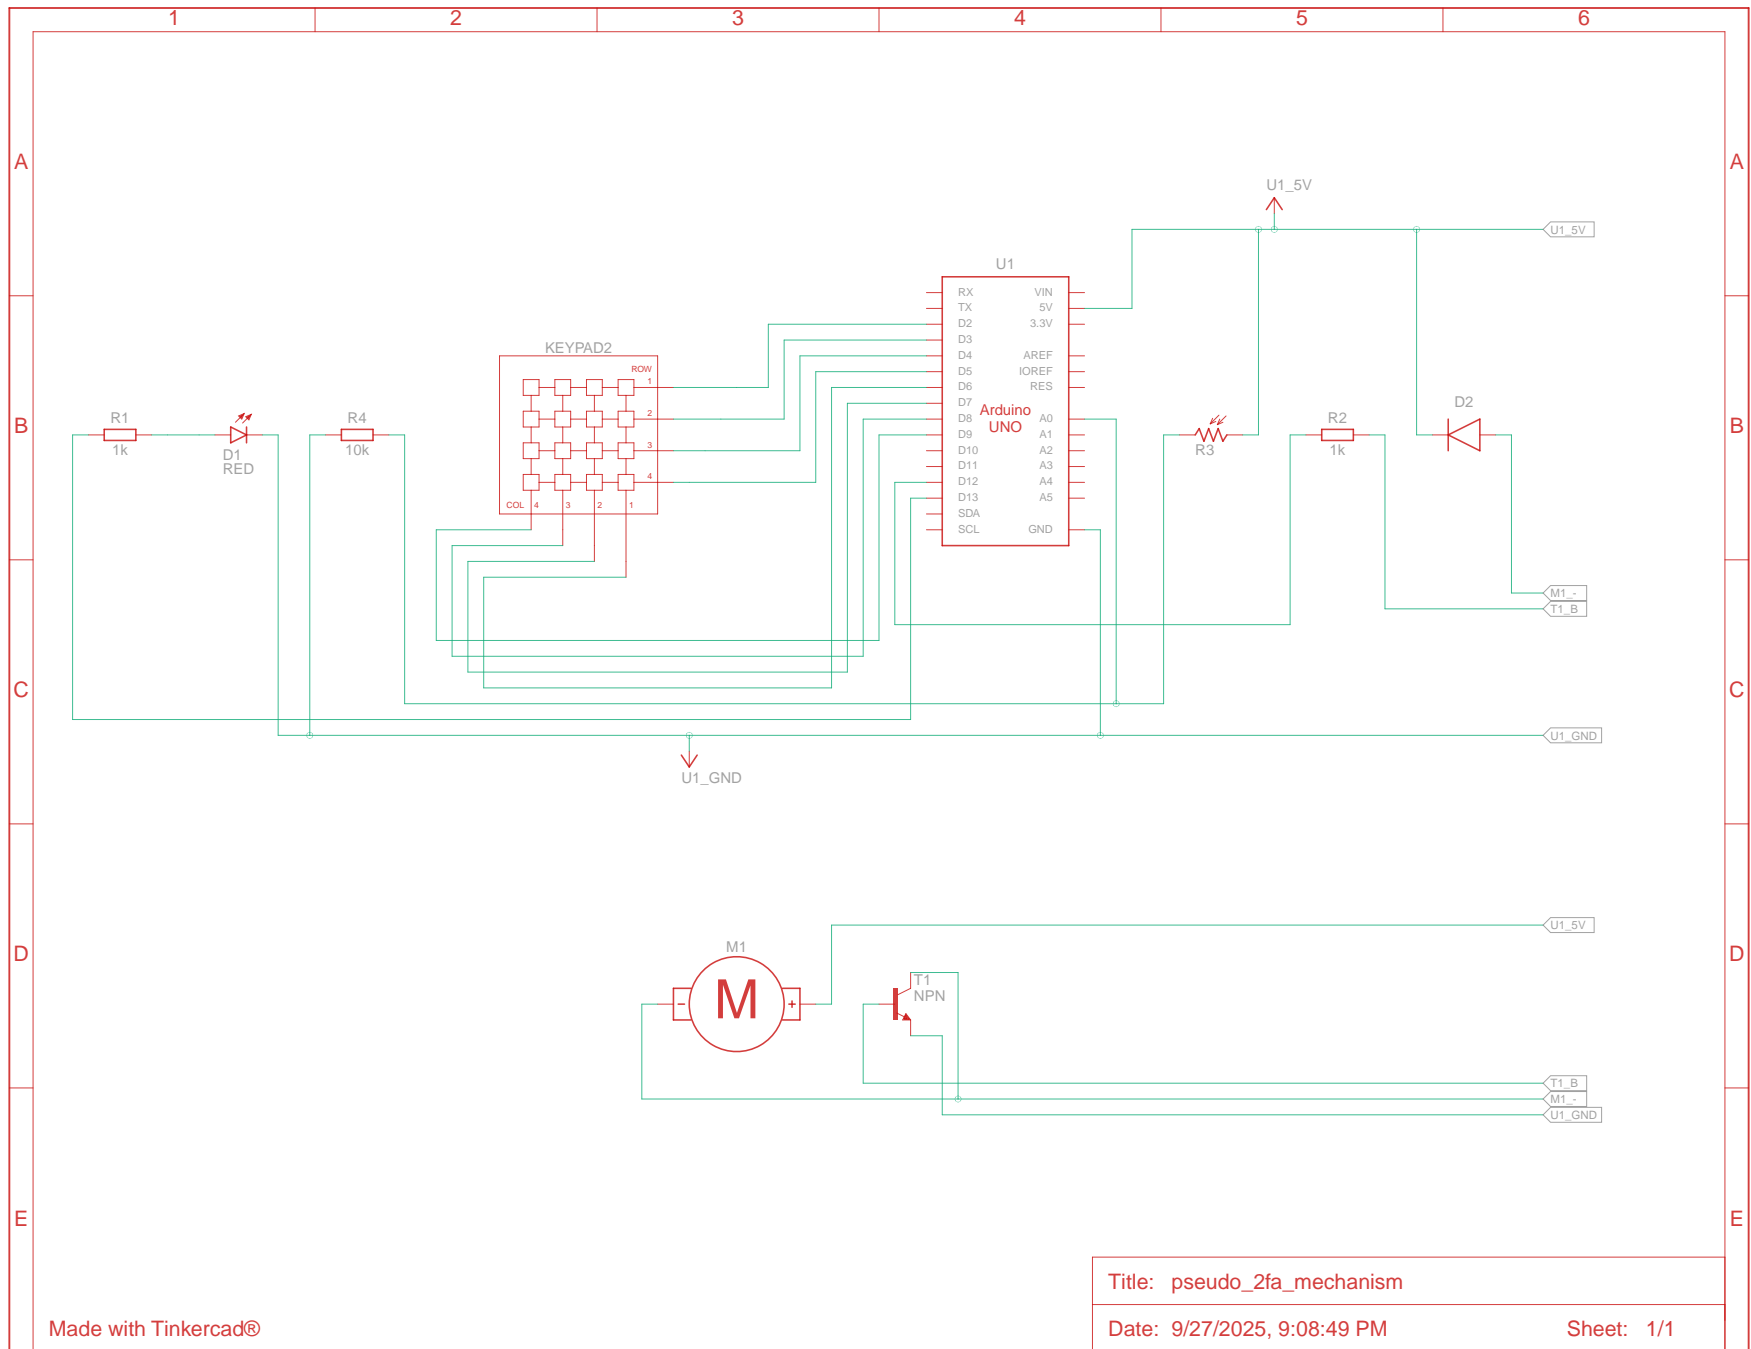 1 2 3 4 5 6
A A
U1_5V
U1_5V
U1
RX VIN
TX 5V
D2 3.3V
D3
D4 AREF
D5 IOREF
D6 RES
D7
D8 A0
D9 A1
D10 A2
D11 A3
D12 A4
D13 A5
SDA
SCL GND
Arduino
UNO
KEYPAD2
ROW
1
2
3
4
COL 4 3 2 1
B B
R1
1k
D1
RED
R4
10k
R3
R2
1k
D2
M1_-
T1_B
C C
U1_GND
U1_GND
D D
U1_5V
M1
- M +
T1
NPN
T1_B
M1_-
U1_GND
E E
Title: pseudo_2fa_mechanism
Made with Tinkercad®
Date: 9/27/2025, 9:08:49 PM Sheet: 1/1